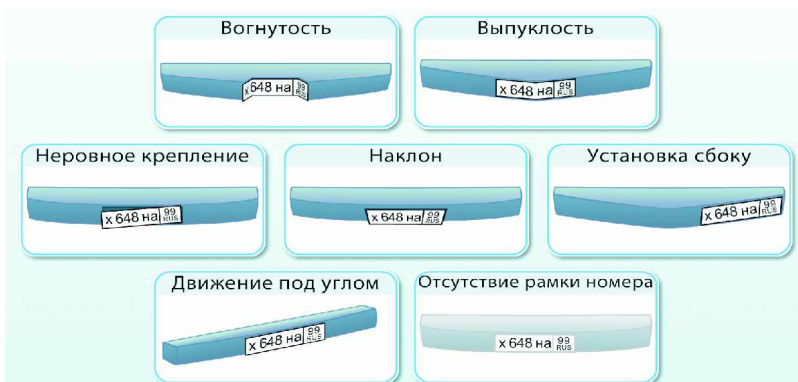 Вогнутость
Выпуклость
х 648 на 99 RUS
х 648 на 99 RUS
Неровное крепление
Наклон
Установка сбоку
х 648 на 99 RUS
х 648 на 99 RUS
х 648 на 99 RUS
Движение под углом
Отсутствие рамки номера
х 648 на 99 RUS
х 648 на 99 RUS